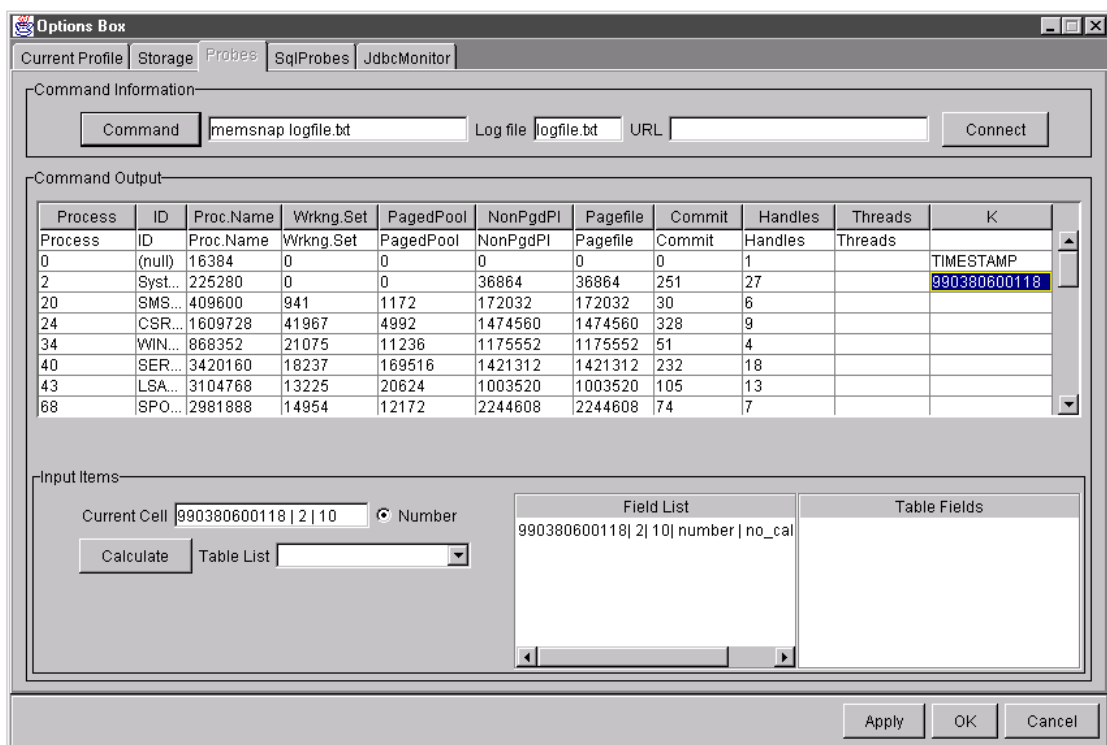 Options Box
Current Profile Storage Probes SqlProbes JdbcMonitor
Command Information
Command memsnap logfile.txt Log file logfile.txt URL Connect
Command Output
Process ID Proc.Name Wrkng.Set PagedPool NonPgdPl Pagefile Commit Handles Threads K
Process ID Proc.Name Wrkng.Set PagedPool NonPgdPl Pagefile Commit Handles Threads
0 (null) 16384 0 0 0 0 0 1 TIMESTAMP
2 Syst... 225280 0 0 36864 36864 251 27 990380600118
20 SMS... 409600 941 1172 172032 172032 30 6
24 CSR... 1609728 41967 4992 1474560 1474560 328 9
34 WIN... 868352 21075 11236 1175552 1175552 51 4
40 SER... 3420160 18237 169516 1421312 1421312 232 18
43 LSA... 3104768 13225 20624 1003520 1003520 105 13
68 SPO... 2981888 14954 12172 2244608 2244608 74 7
Input Items
Current Cell 990380600118 | 2 | 10 Number
Calculate Table List
Field List
990380600118| 2| 10| number | no_cal
Table Fields
Apply OK Cancel